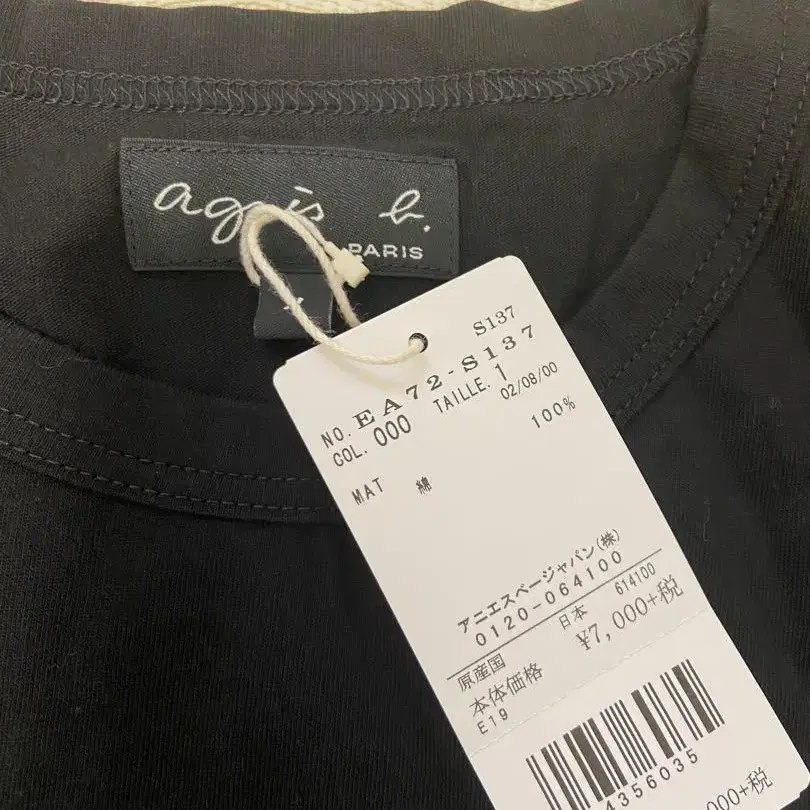 agnès b.
PARIS
S137
NO. EA72-S137
COL. 000 TAILLE. 1 02/08/00
MAT 綿 100%
アニエスベージャパン(株)
0120-064100
原産国 日本 614100
本体価格 ¥7,000+税
E19
4356035
,000+税